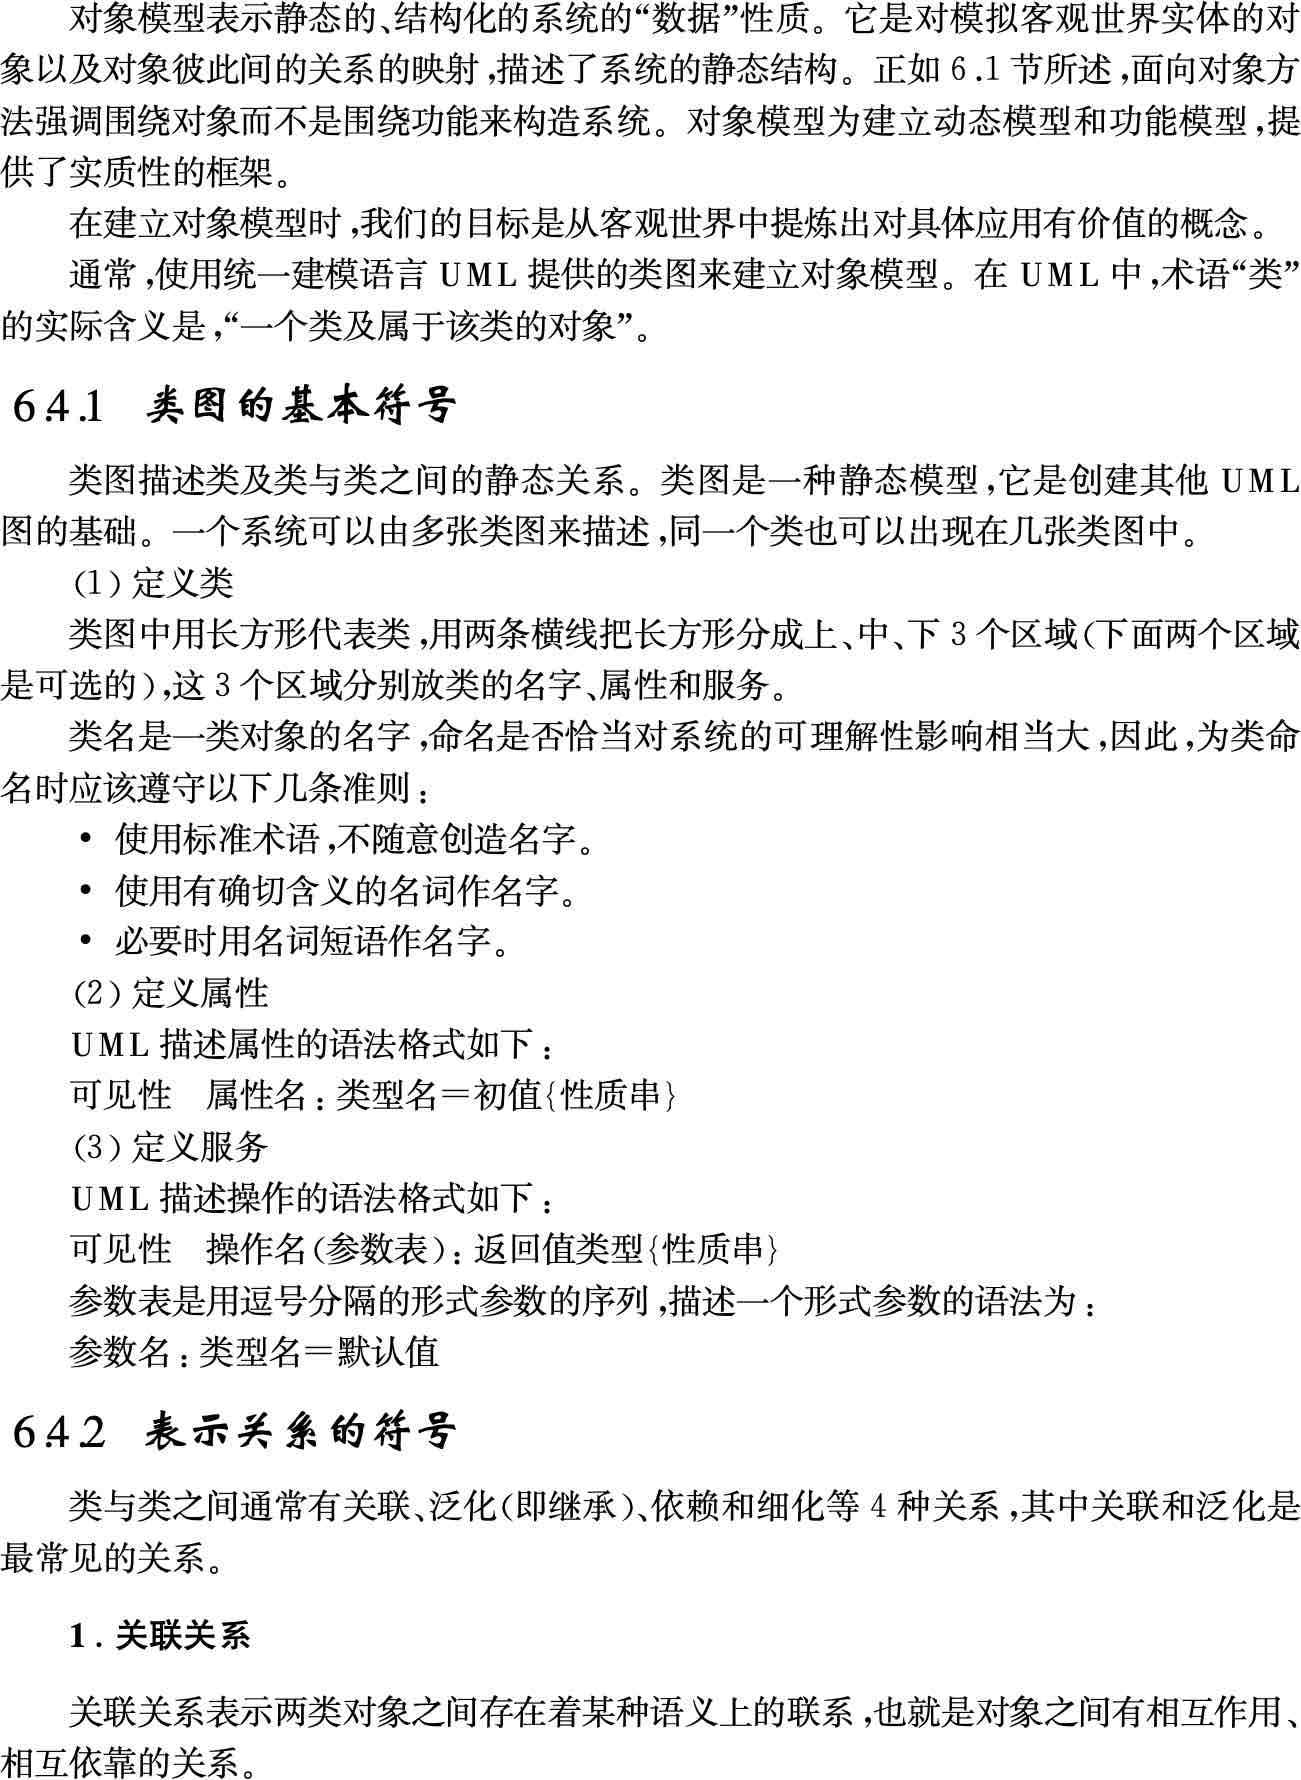 对象模型表示静态的、结构化的系统的“数据”性质。它是对模拟客观世界实体的对
象以及对象彼此间的关系的映射,描述了系统的静态结构。正如6.1节所述,面向对象方
法强调围绕对象而不是围绕功能来构造系统。对象模型为建立动态模型和功能模型,提
供了实质性的框架。
在建立对象模型时,我们的目标是从客观世界中提炼出对具体应用有价值的概念。
通常,使用统一建模语言UML提供的类图来建立对象模型。在UML中,术语“类”
的实际含义是,“一个类及属于该类的对象”。
6.4.1 类图的基本符号
类图描述类及类与类之间的静态关系。类图是一种静态模型,它是创建其他UML
图的基础。一个系统可以由多张类图来描述,同一个类也可以出现在几张类图中。
(1)定义类
类图中用长方形代表类,用两条横线把长方形分成上、中、下3个区域(下面两个区域
是可选的),这3个区域分别放类的名字、属性和服务。
类名是一类对象的名字,命名是否恰当对系统的可理解性影响相当大,因此,为类命
名时应该遵守以下几条准则:
• 使用标准术语,不随意创造名字。
• 使用有确切含义的名词作名字。
• 必要时用名词短语作名字。
(2)定义属性
UML描述属性的语法格式如下:
可见性 属性名:类型名=初值{性质串}
(3)定义服务
UML描述操作的语法格式如下:
可见性 操作名(参数表):返回值类型{性质串}
参数表是用逗号分隔的形式参数的序列,描述一个形式参数的语法为:
参数名:类型名=默认值
6.4.2 表示关系的符号
类与类之间通常有关联、泛化(即继承)、依赖和细化等4种关系,其中关联和泛化是
最常见的关系。
1.关联关系
关联关系表示两类对象之间存在着某种语义上的联系,也就是对象之间有相互作用、
相互依靠的关系。